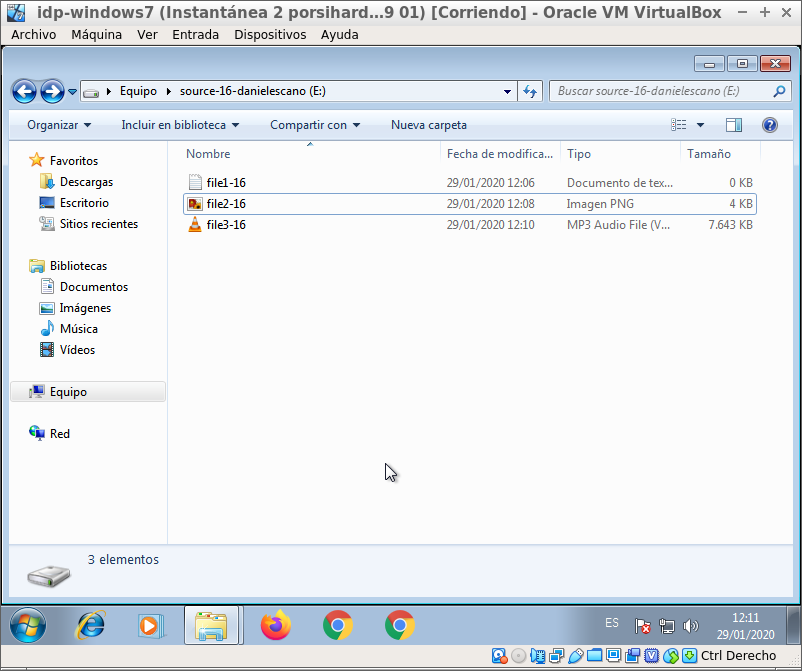 idp-windows7 (Instantánea 2 porsihard...9 01) [Corriendo] - Oracle VM VirtualBox
Archivo Máquina Ver Entrada Dispositivos Ayuda
Equipo source-16-danielescano (E:) Buscar source-16-danielescano (E:)
Organizar Incluir en biblioteca Compartir con Nueva carpeta
Favoritos
Descargas
Escritorio
Sitios recientes
Bibliotecas
Documentos
Imágenes
Música
Vídeos
Equipo
Red
Nombre Fecha de modifica... Tipo Tamaño
file1-16 29/01/2020 12:06 Documento de tex... 0 KB
file2-16 29/01/2020 12:08 Imagen PNG 4 KB
file3-16 29/01/2020 12:10 MP3 Audio File (V... 7.643 KB
3 elementos
ES 12:11
29/01/2020
Ctrl Derecho